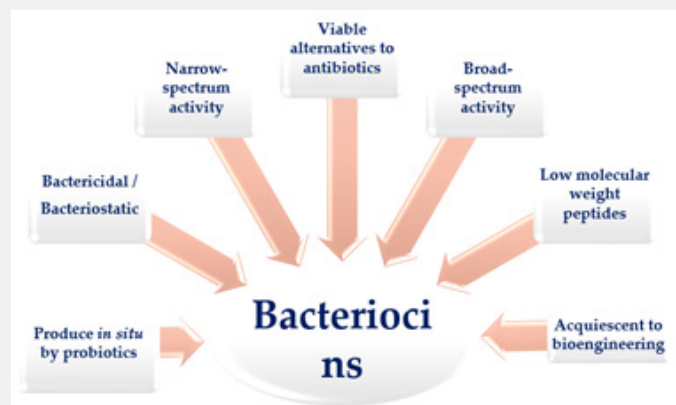 Viable
alternatives to
antibiotics
Narrow-
spectrum
activity
Broad-
spectrum
activity
Bactericidal /
Bacteriostatic
Low molecular
weight
peptides
Produce in situ
by probiotics
Acquiescent to
bioengineering
Bacterioci
ns